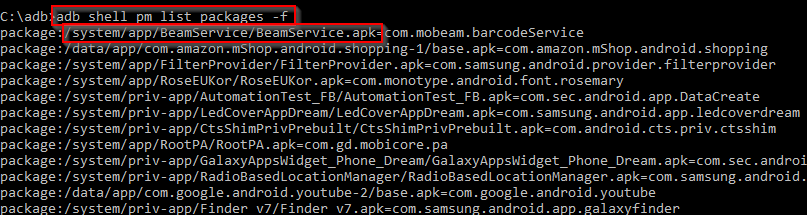 C:\adb>adb shell pm list packages -f
package:/system/app/BeamService/BeamService.apk=com.mobeam.barcodeService
package:/data/app/com.amazon.mShop.android.shopping-1/base.apk=com.amazon.mShop.android.shopping
package:/system/app/FilterProvider/FilterProvider.apk=com.samsung.android.provider.filterprovider
package:/system/app/RoseEUKor/RoseEUKor.apk=com.monotype.android.font.rosemary
package:/system/priv-app/AutomationTest_FB/AutomationTest_FB.apk=com.sec.android.app.DataCreate
package:/system/priv-app/LedCoverAppDream/LedCoverAppDream.apk=com.samsung.android.app.ledcoverdream
package:/system/priv-app/CtsShimPrivPrebuilt/CtsShimPrivPrebuilt.apk=com.android.cts.priv.ctsshim
package:/system/app/RootPA/RootPA.apk=com.gd.mobicore.pa
package:/system/priv-app/GalaxyAppsWidget_Phone_Dream/GalaxyAppsWidget_Phone_Dream.apk=com.sec.androi
package:/system/priv-app/RadioBasedLocationManager/RadioBasedLocationManager.apk=com.samsung.android.
package:/data/app/com.google.android.youtube-2/base.apk=com.google.android.youtube
package:/system/priv-app/Finder_v7/Finder_v7.apk=com.samsung.android.app.galaxyfinder